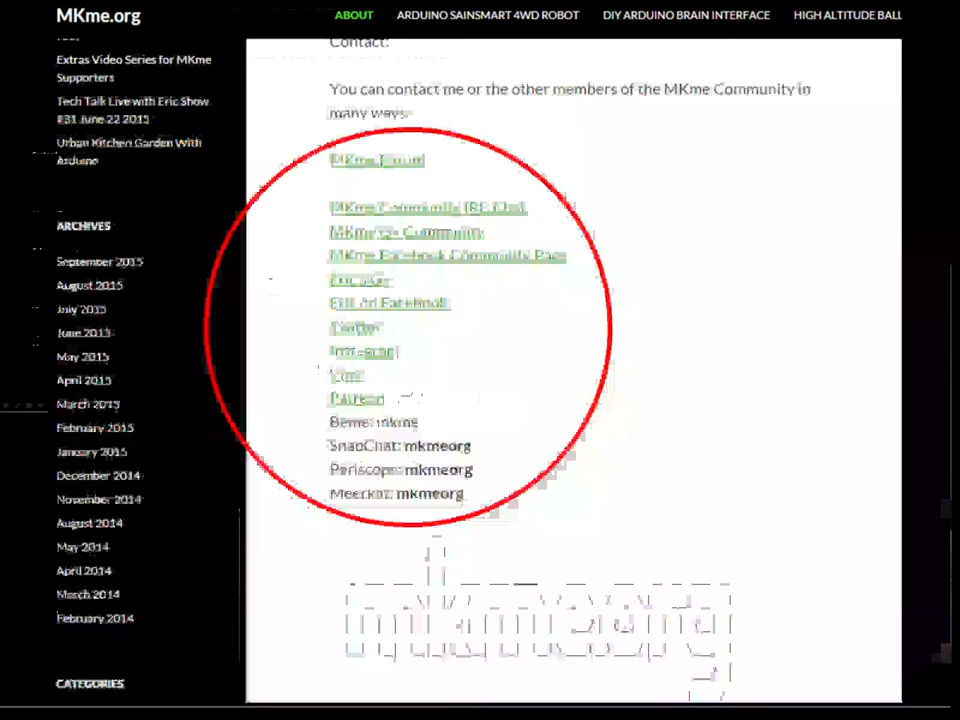 MKme.org
ABOUT
ARDUINO SAINSMART 4WD ROBOT
DIY ARDUINO BRAIN INTERFACE
HIGH ALTITUDE BALL
Extras Video Series for MKme
Supporters
Tech Talk Live with Eric Show
#31 June 22 2015
Urban Kitchen Garden With
Arduino
ARCHIVES
September 2015
August 2015
July 2015
June 2015
May 2015
April 2015
March 2015
February 2015
January 2015
December 2014
November 2014
August 2014
May 2014
April 2014
March 2014
February 2014
CATEGORIES
Contact:
You can contact me or the other members of the MKme Community in
many ways:
MKme Forum
MKme Community IRC Chat
MKme G+ Community
MKme Facebook Community Page
Twitter
Instagram
Patreon
Beme: mkme
SnapChat: mkmeorg
Periscope: mkmeorg
Meerkat: mkmeorg
mkmeorg